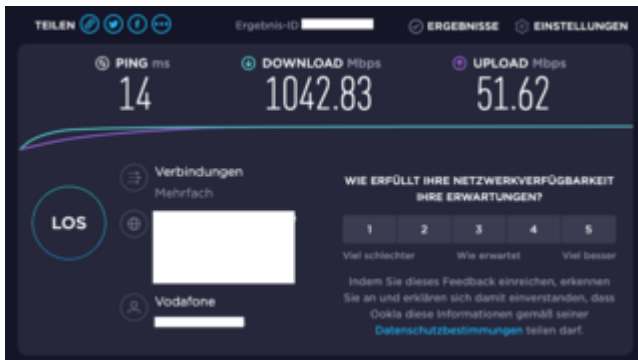 TEILEN
Ergebnis-ID
ERGEBNISSE
EINSTELLUNGEN
PING ms
14
DOWNLOAD Mbps
1042.83
UPLOAD Mbps
51.62
LOS
Verbindungen
Mehrfach
Vodafone
WIE ERFÜLLT IHRE NETZWERKVERFÜGBARKEIT
IHRE ERWARTUNGEN?
1 2 3 4 5
Viel schlechter Wie erwartet Viel besser
Indem Sie dieses Feedback einreichen, erkennen
Sie an und erklären sich damit einverstanden, dass
Ookla diese Informationen gemäß seiner
Datenschutzbestimmungen teilen darf.